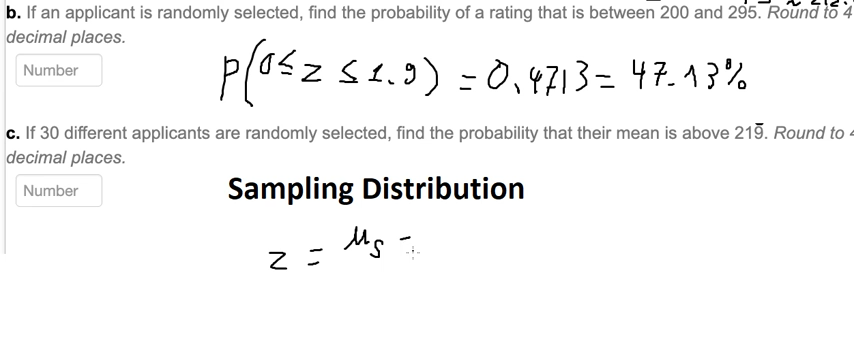 b. If an applicant is randomly selected, find the probability of a rating that is between 200 and 295. Round to 4
decimal places.
Number
P(0 ≤ z ≤ 1.9) = 0,4713 = 47.13%
c. If 30 different applicants are randomly selected, find the probability that their mean is above 219. Round to 4
decimal places.
Number
Sampling Distribution
z = μs -